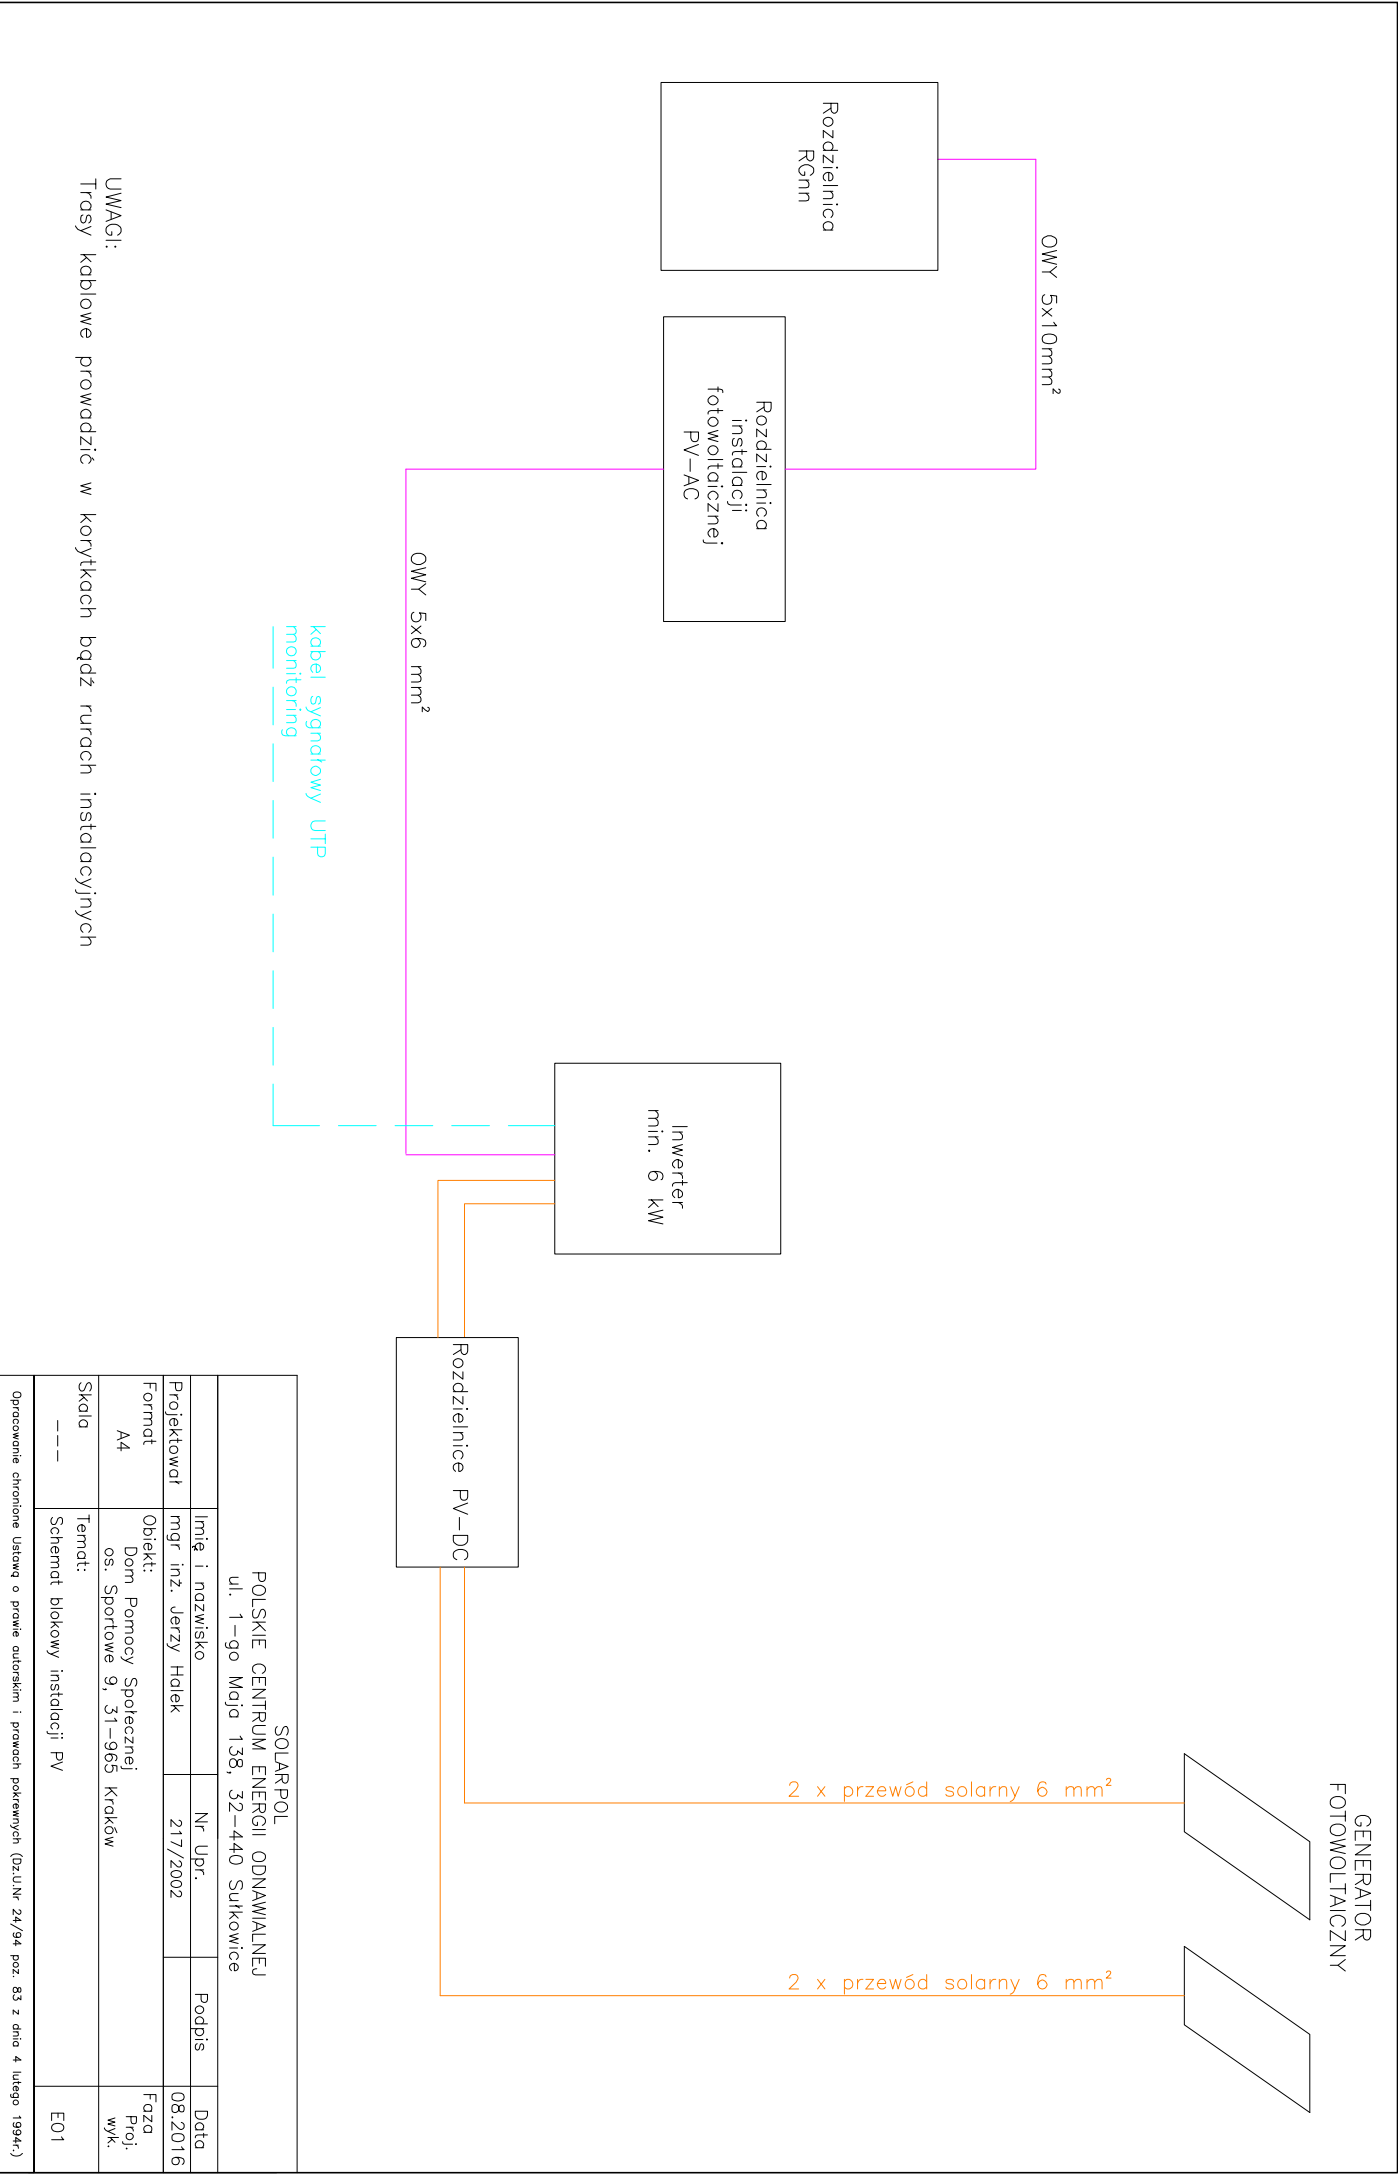 GENERATOR
FOTOWOLTAICZNY
2 x przewód solarny 6 mm²
2 x przewód solarny 6 mm²
OWY 5x10mm²
Rozdzielnica
RGnn
Rozdzielnica
instalacji
fotowoltaicznej
PV-AC
Inwerter
min. 6 kW
Rozdzielnice PV-DC
OWY 5x6 mm²
kabel sygnałowy UTP
monitoring
UWAGI:
Trasy kablowe prowadzić w korytkach bądź rurach instalacyjnych
SOLARPOL
POLSKIE CENTRUM ENERGII ODNAWIALNEJ
ul. 1-go Maja 138, 32-440 Sułkowice
Imię i nazwisko Nr Upr. Podpis Data
Projektował mgr inż. Jerzy Halek 217/2002 08.2016
Format
A4
Obiekt:
Dom Pomocy Społecznej
os. Sportowe 9, 31-965 Kraków
Faza
Proj.
wyk.
Skala
---
Temat:
Schemat blokowy instalacji PV
E01
Opracowanie chronione Ustawą o prawie autorskim i prawach pokrewnych (Dz.U.Nr 24/94 poz. 83 z dnia 4 lutego 1994r.)